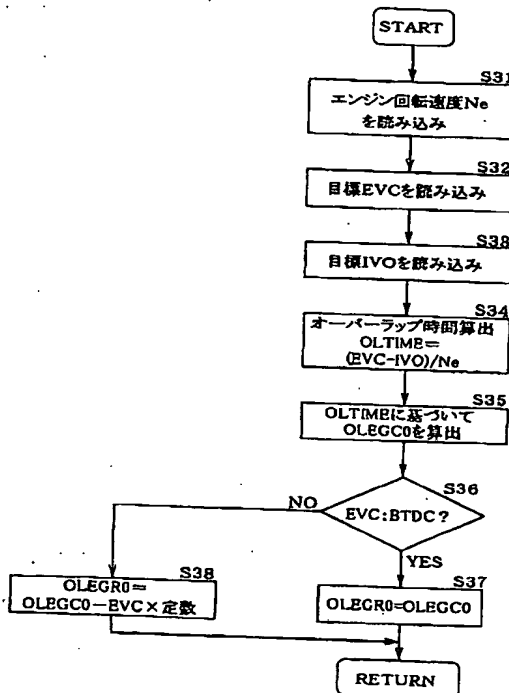 START
S31
エンジン回転速度Ne
を読み込み
S32
目標EVCを読み込み
S33
目標IVOを読み込み
S34
オーバーラップ時間算出
OLTIME=
(EVC-IVO)/Ne
S35
OLTIMEに基づいて
OLEGC0を算出
S36
EVC:BTDC?
NO
YES
S38
OLEGR0=
OLEGC0-EVC×定数
S37
OLEGR0=OLEGC0
RETURN